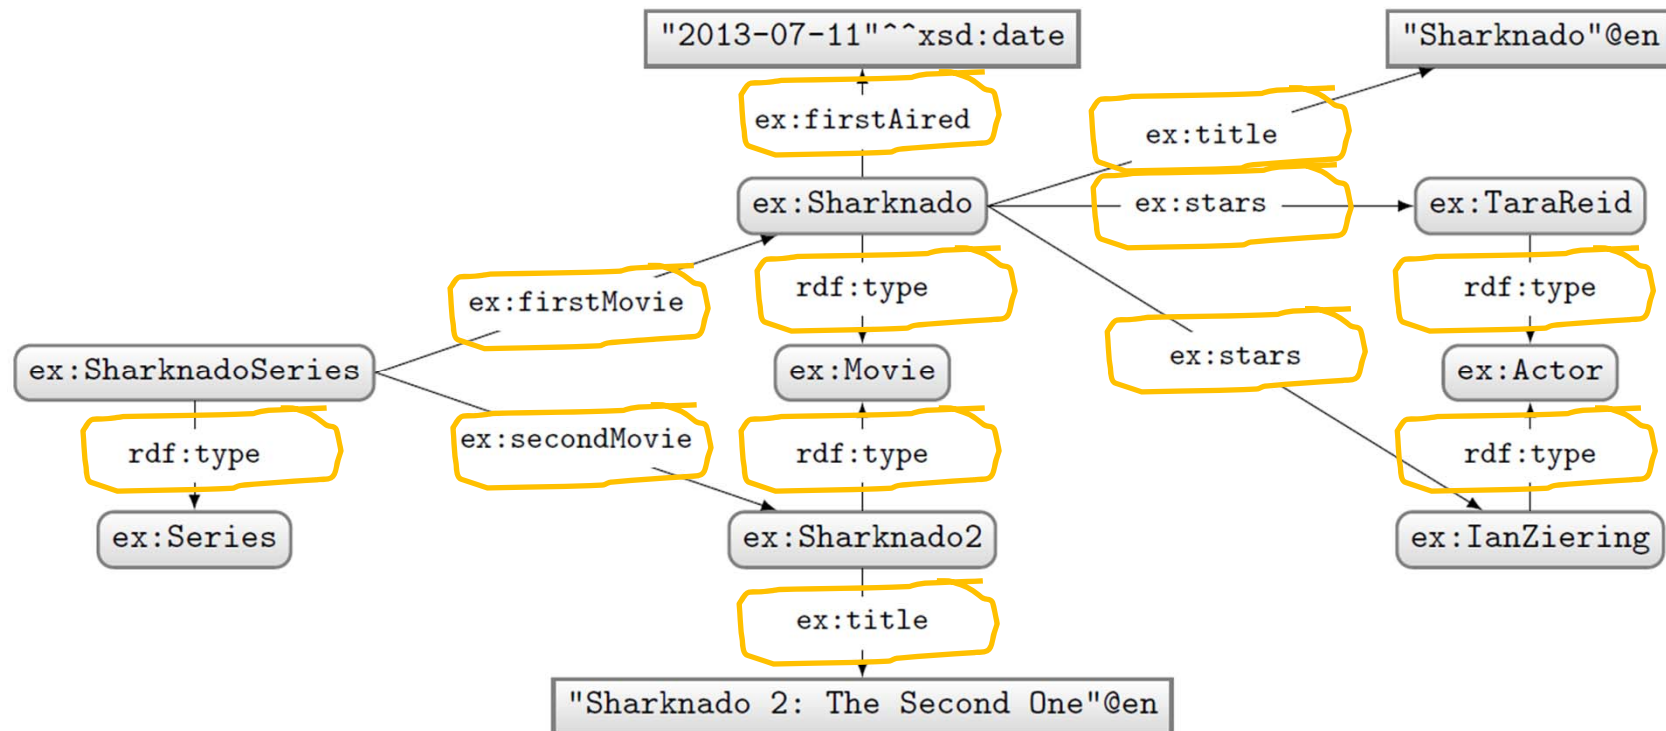 "2013-07-11"^^xsd:date
"Sharknado"@en
ex:firstAired
ex:title
ex:Sharknado
ex:stars
ex:TaraReid
ex:firstMovie
rdf:type
rdf:type
ex:stars
ex:SharknadoSeries
ex:Movie
ex:Actor
rdf:type
ex:secondMovie
rdf:type
rdf:type
ex:Series
ex:Sharknado2
ex:IanZiering
ex:title
"Sharknado 2: The Second One"@en